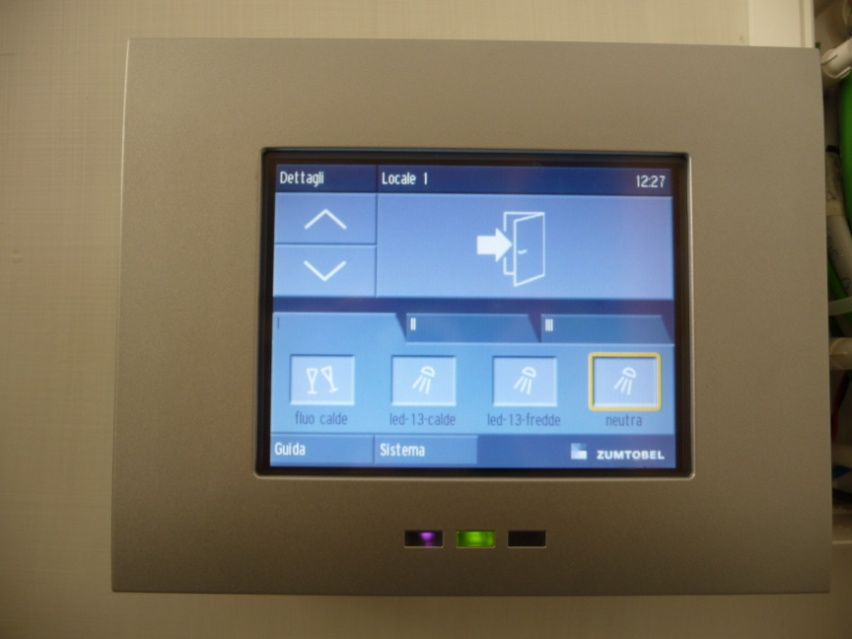 Dettagli Locale 1 12:27
I II III
fluo calde led-13-calde led-13-fredde neutra
Guida Sistema ZUMTOBEL